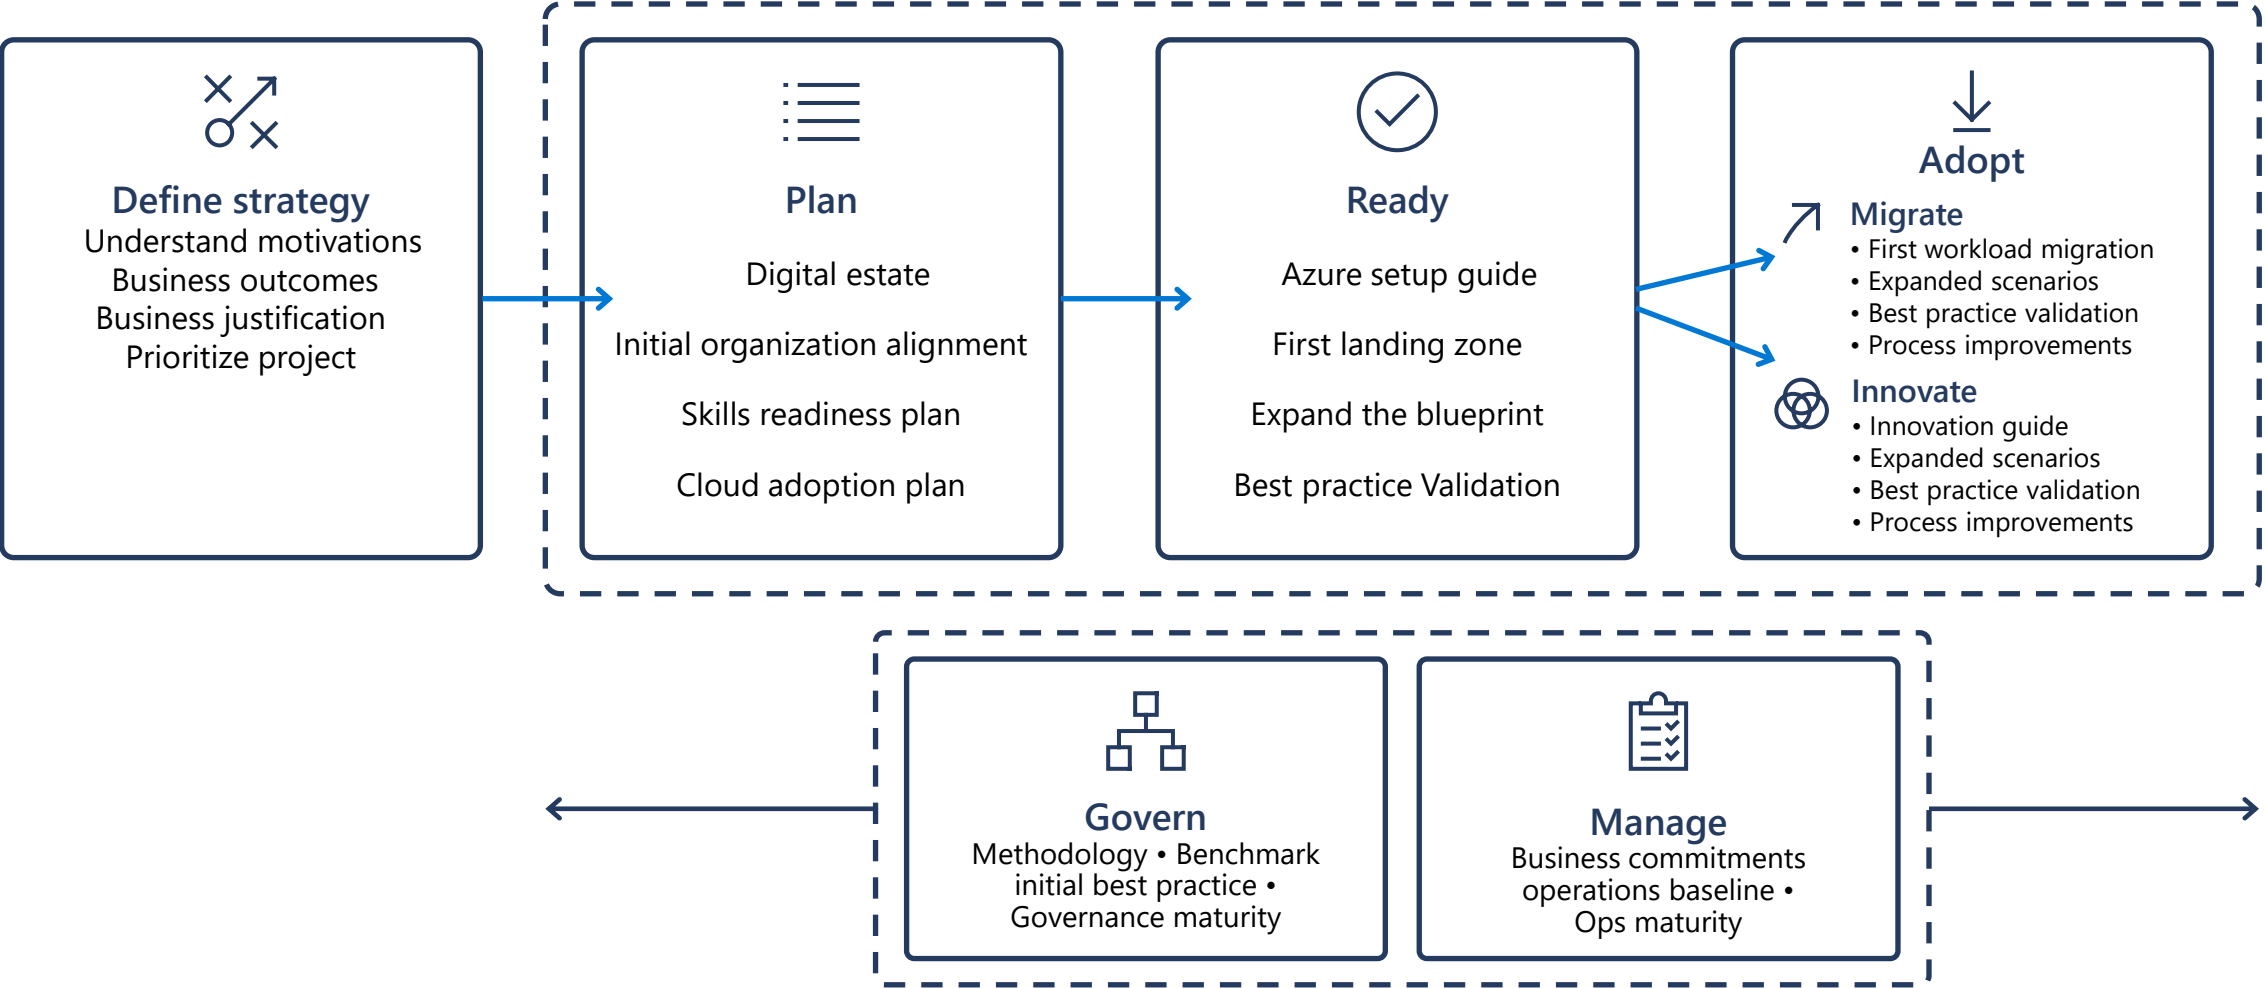 Define strategy
Understand motivations
Business outcomes
Business justification
Prioritize project
Plan
Digital estate
Initial organization alignment
Skills readiness plan
Cloud adoption plan
Ready
Azure setup guide
First landing zone
Expand the blueprint
Best practice Validation
Adopt
Migrate
• First workload migration
• Expanded scenarios
• Best practice validation
• Process improvements
Innovate
• Innovation guide
• Expanded scenarios
• Best practice validation
• Process improvements
Govern
Methodology • Benchmark
initial best practice •
Governance maturity
Manage
Business commitments
operations baseline •
Ops maturity